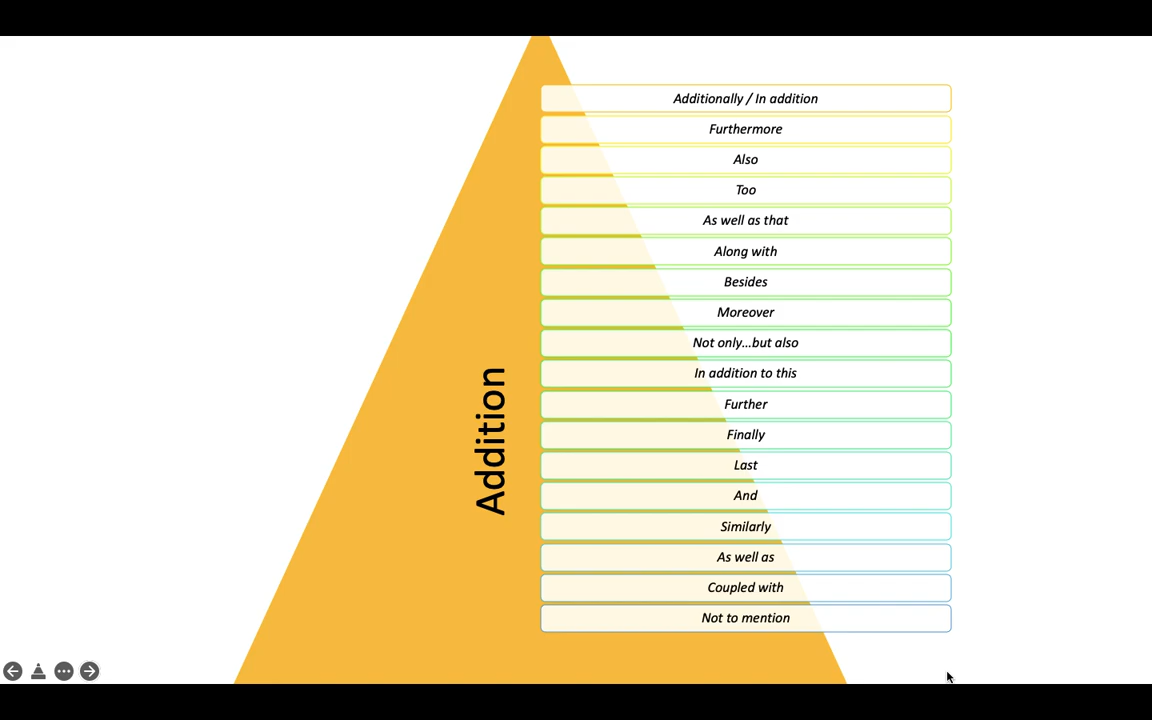 Additionally / In addition
Furthermore
Also
Too
As well as that
Along with
Besides
Moreover
Not only...but also
In addition to this
Further
Finally
Last
And
Similarly
As well as
Coupled with
Not to mention
Addition